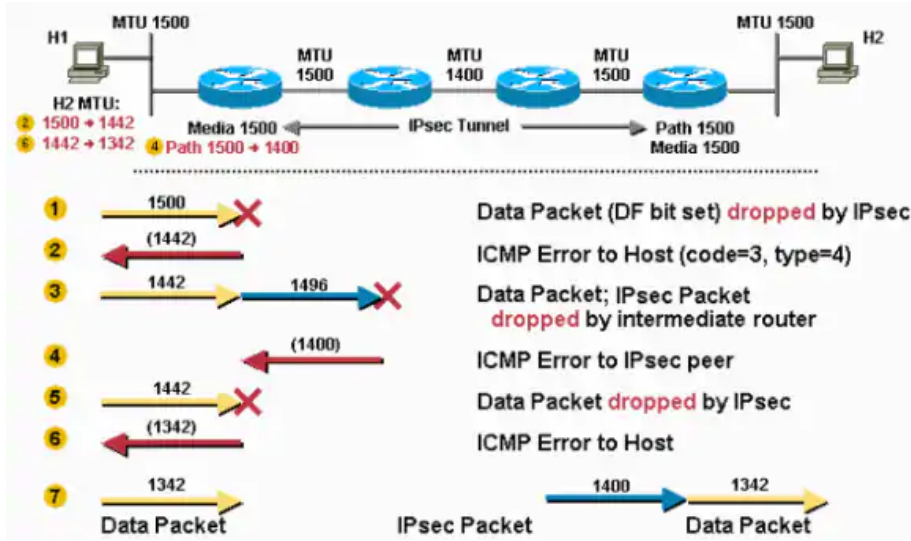 MTU 1500
MTU 1500
H1
H2
MTU
1500
MTU
1400
MTU
1500
H2 MTU:
2 1500 → 1442
6 1442 → 1342
4 Path 1500 → 1400
Media 1500
IPsec Tunnel
Path 1500
Media 1500
1 1500 Data Packet (DF bit set) dropped by IPsec
2 (1442) ICMP Error to Host (code=3, type=4)
3 1442 1496 Data Packet; IPsec Packet
dropped by intermediate router
4 (1400) ICMP Error to IPsec peer
5 1442 Data Packet dropped by IPsec
6 (1342) ICMP Error to Host
7 1342 1400 1342
Data Packet IPsec Packet Data Packet